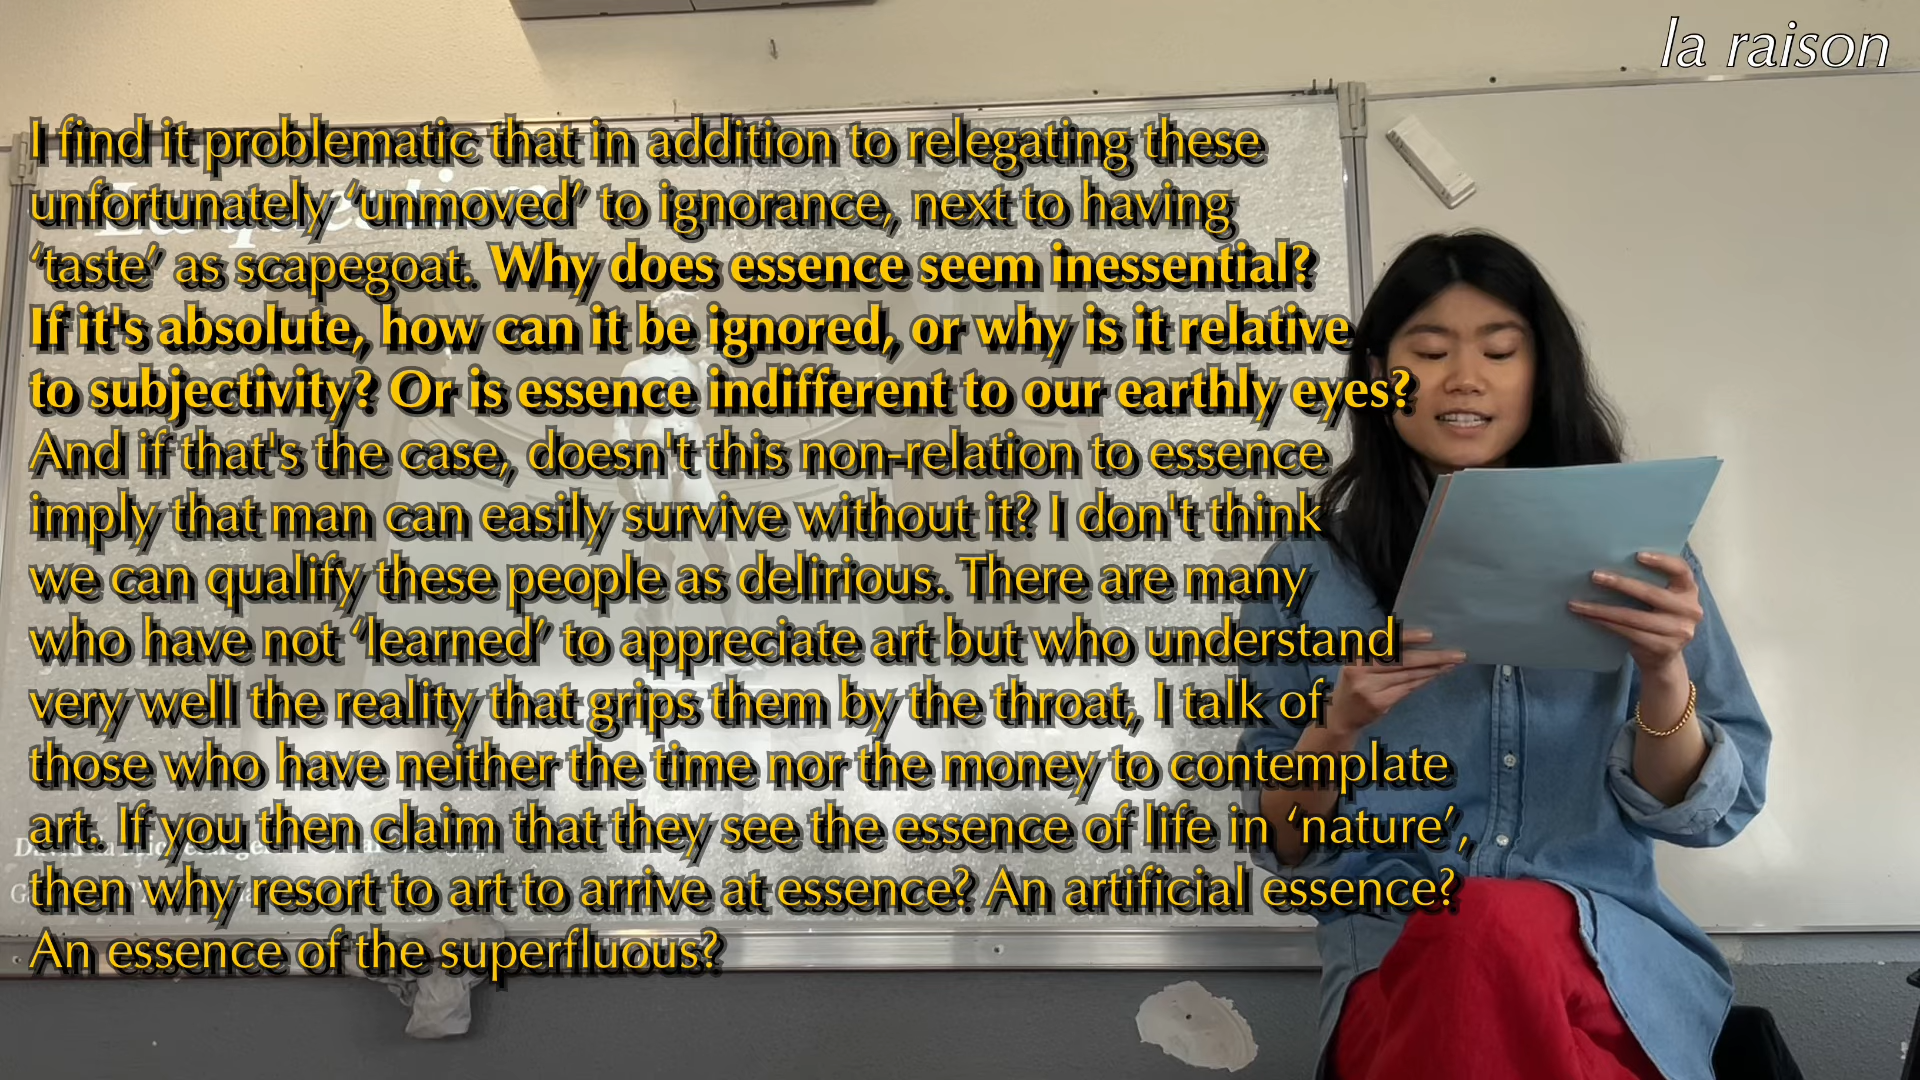 la raison
I find it problematic that in addition to relegating these
unfortunately ‘unmoved’ to ignorance, next to having
‘taste’ as scapegoat. Why does essence seem inessential?
If it's absolute, how can it be ignored, or why is it relative
to subjectivity? Or is essence indifferent to our earthly eyes?
And if that's the case, doesn't this non-relation to essence
imply that man can easily survive without it? I don't think
we can qualify these people as delirious. There are many
who have not ‘learned’ to appreciate art but who understand
very well the reality that grips them by the throat, I talk of
those who have neither the time nor the money to contemplate
art. If you then claim that they see the essence of life in ‘nature’,
then why resort to art to arrive at essence? An artificial essence?
An essence of the superfluous?